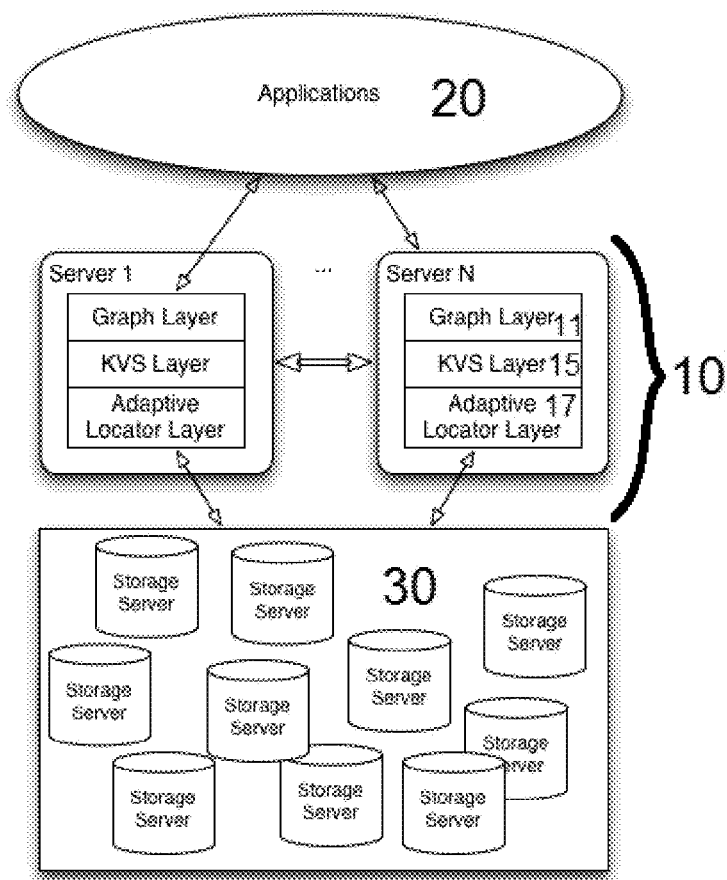 Applications 20
Server 1
...
Server N
Graph Layer
KVS Layer
Adaptive
Locator Layer
Graph Layer 11
KVS Layer 15
Adaptive 17
Locator Layer
10
30
Storage
Server
Storage
Server
Storage
Server
Storage
Server
Storage
Server
Storage
Server
Storage
Server
Storage
Server
Storage
Server
Storage
Server